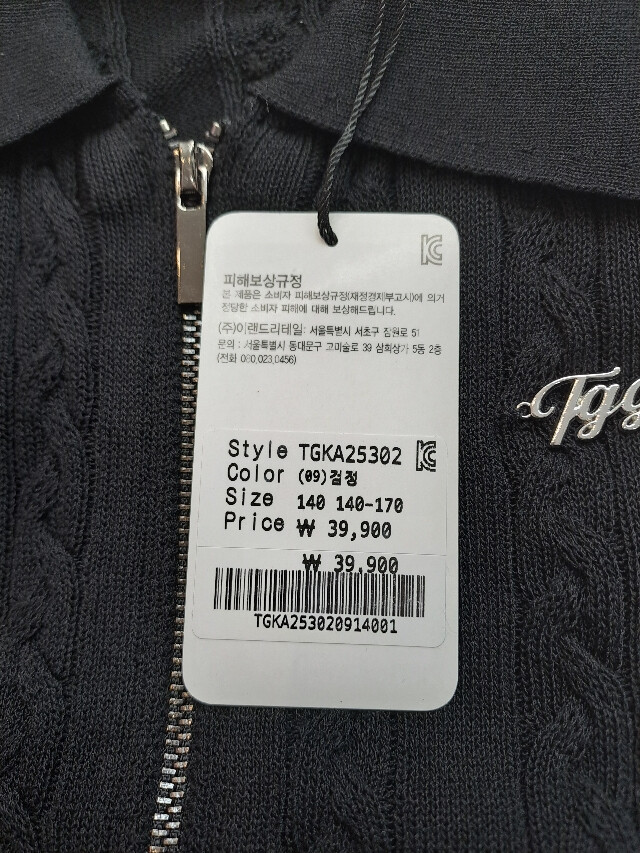 피해보상규정
본 제품은 소비자 피해보상규정(재정경제부고시)에 의거
정당한 소비자 피해에 대해 보상해드립니다.
(주)이랜드리테일: 서울특별시 서초구 잠원로 51
문의 : 서울특별시 동대문구 고미술로 39 삼희상가 5동 2층
(전화 080,023,0456)
Style TGKA25302
Color (09)검정
Size 140 140-170
Price ₩ 39,900
₩ 39,900
TGKA253020914001